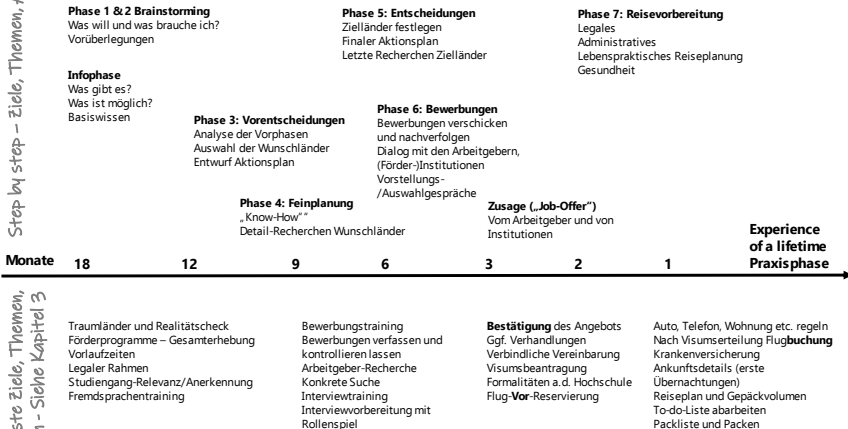 Step by step – Ziele, Themen,
Phase 1 & 2 Brainstorming
Was will und was brauche ich?
Vorüberlegungen
Infophase
Was gibt es?
Was ist möglich?
Basiswissen
Phase 3: Vorentscheidungen
Analyse der Vorphasen
Auswahl der Wunschländer
Entwurf Aktionsplan
Phase 4: Feinplanung
„Know-How“"
Detail-Recherchen Wunschländer
Phase 5: Entscheidungen
Zielländer festlegen
Finaler Aktionsplan
Letzte Recherchen Zielländer
Phase 6: Bewerbungen
Bewerbungen verschicken
und nachverfolgen
Dialog mit den Arbeitgebern,
(Förder-)Institutionen
Vorstellungs-
/Auswahlgespräche
Zusage („Job-Offer“)
Vom Arbeitgeber und von
Institutionen
Phase 7: Reisevorbereitung
Legales
Administratives
Lebenspraktisches Reiseplanung
Gesundheit
Experience
of a lifetime
Praxisphase
Monate 18 12 9 6 3 2 1
Ziele, Themen,
- Siehe Kapitel 3
Traumländer und Realitätscheck
Förderprogramme – Gesamterhebung
Vorlaufzeiten
Legaler Rahmen
Studiengang-Relevanz/Anerkennung
Fremdsprachentraining
Bewerbungstraining
Bewerbungen verfassen und
kontrollieren lassen
Arbeitgeber-Recherche
Konkrete Suche
Interviewtraining
Interviewvorbereitung mit
Rollenspiel
Bestätigung des Angebots
Ggf. Verhandlungen
Verbindliche Vereinbarung
Visumsbeantragung
Formalitäten a.d. Hochschule
Flug-Vor-Reservierung
Auto, Telefon, Wohnung etc. regeln
Nach Visumserteilung Flugbuchung
Krankenversicherung
Ankunftsdetails (erste
Übernachtungen)
Reiseplan und Gepäckvolumen
To-do-Liste abarbeiten
Packliste und Packen